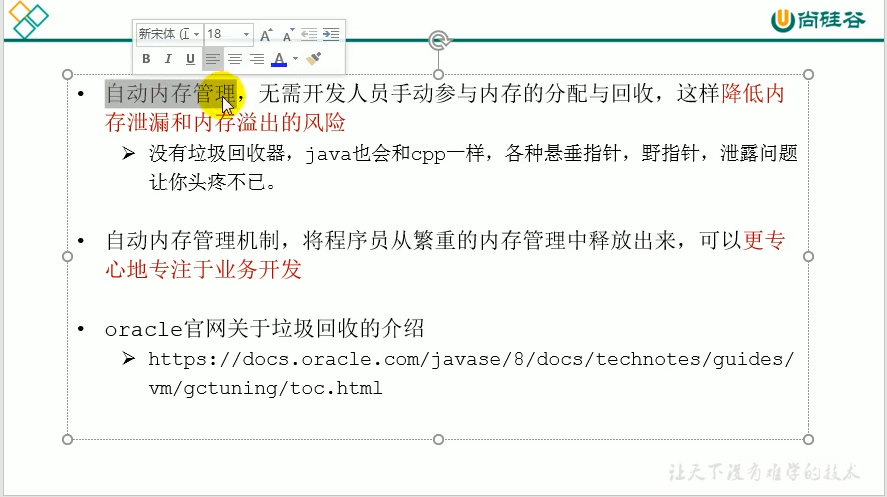 尚硅谷
新宋体 (正
18
B I U A
• 自动内存管理，无需开发人员手动参与内存的分配与回收，这样降低内
存泄漏和内存溢出的风险
➢ 没有垃圾回收器，java也会和cpp一样，各种悬垂指针，野指针，泄露问题
让你头疼不已。
• 自动内存管理机制，将程序员从繁重的内存管理中释放出来，可以更专
心地专注于业务开发
• oracle官网关于垃圾回收的介绍
➢ https://docs.oracle.com/javase/8/docs/technotes/guides/
vm/gctuning/toc.html
让天下没有难学的技术